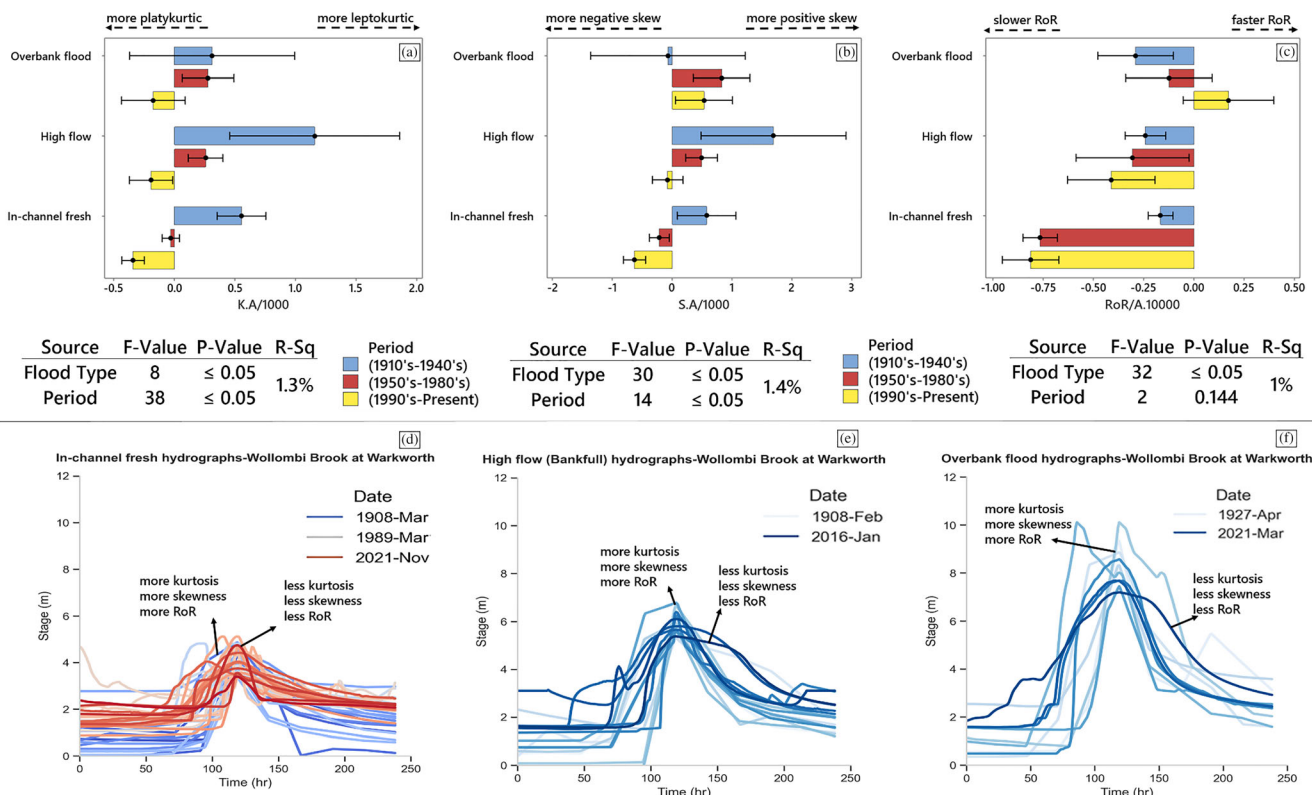 more platykurtic
more leptokurtic
(a)
Overbank flood
High flow
In-channel fresh
-0.5 0.0 0.5 1.0 1.5 2.0
K.A/1000
more negative skew
more positive skew
(b)
Overbank flood
High flow
In-channel fresh
-2 -1 0 1 2 3
S.A/1000
slower RoR
faster RoR
(c)
Overbank flood
High flow
In-channel fresh
-1.00 -0.75 -0.50 -0.25 0.00 0.25 0.50
RoR/A.10000
Source F-Value P-Value R-Sq
Flood Type 8 ≤ 0.05
1.3%
Period 38 ≤ 0.05
Period
(1910's-1940's)
(1950's-1980's)
(1990's-Present)
Source F-Value P-Value R-Sq
Flood Type 30 ≤ 0.05
1.4%
Period 14 ≤ 0.05
Period
(1910's-1940's)
(1950's-1980's)
(1990's-Present)
Source F-Value P-Value R-Sq
Flood Type 32 ≤ 0.05
1%
Period 2 0.144
(d)
In-channel fresh hydrographs-Wollombi Brook at Warkworth
Date
1908-Mar
1989-Mar
2021-Nov
more kurtosis
more skewness
more RoR
less kurtosis
less skewness
less RoR
Stage (m)
12
10
8
6
4
2
0
0 50 100 150 200 250
Time (hr)
(e)
High flow (Bankfull) hydrographs-Wollombi Brook at Warkworth
Date
1908-Feb
2016-Jan
more kurtosis
more skewness
more RoR
less kurtosis
less skewness
less RoR
Stage (m)
12
10
8
6
4
2
0
0 50 100 150 200 250
Time (hr)
(f)
Overbank flood hydrographs-Wollombi Brook at Warkworth
Date
1927-Apr
2021-Mar
more kurtosis
more skewness
more RoR
less kurtosis
less skewness
less RoR
Stage (m)
12
10
8
6
4
2
0
0 50 100 150 200 250
Time (hr)